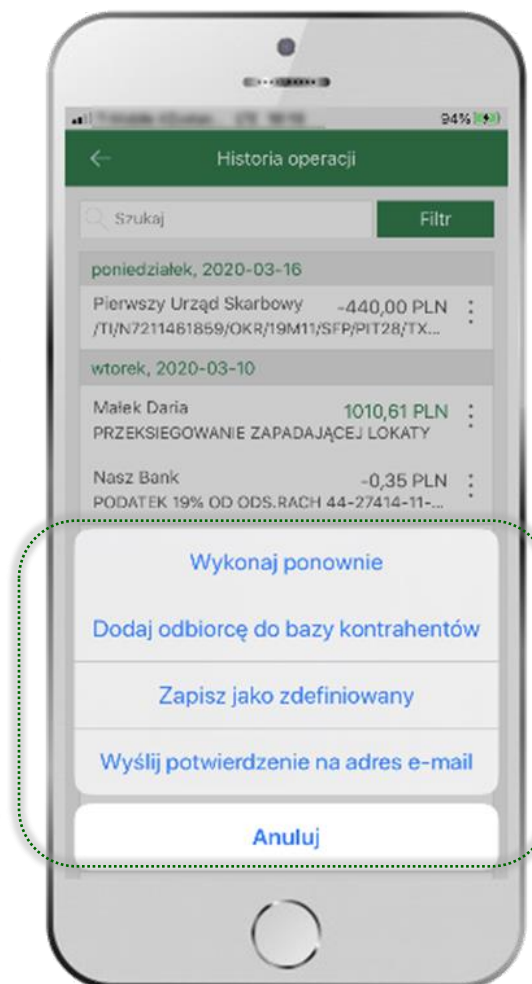 94%
Historia operacji
Szukaj
Filtr
poniedziałek, 2020-03-16
Pierwszy Urząd Skarbowy -440,00 PLN
/TI/N7211461859/OKR/19M11/SFP/PIT28/TX...
wtorek, 2020-03-10
Małek Daria 1010,61 PLN
PRZEKSIEGOWANIE ZAPADAJĄCEJ LOKATY
Nasz Bank -0,35 PLN
PODATEK 19% OD ODS.RACH 44-27414-11-...
Wykonaj ponownie
Dodaj odbiorcę do bazy kontrahentów
Zapisz jako zdefiniowany
Wyślij potwierdzenie na adres e-mail
Anuluj